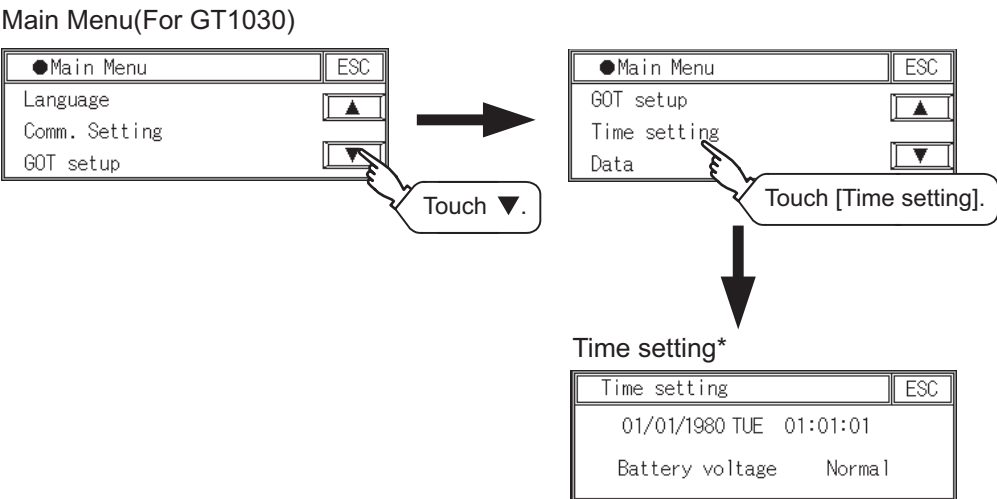 Main Menu(For GT1030)
●Main Menu ESC
Language ▲
Comm. Setting
GOT setup ▼
Touch ▼.
●Main Menu ESC
GOT setup ▲
Time setting
Data ▼
Touch [Time setting].
Time setting*
Time setting ESC
01/01/1980 TUE 01:01:01
Battery voltage Normal